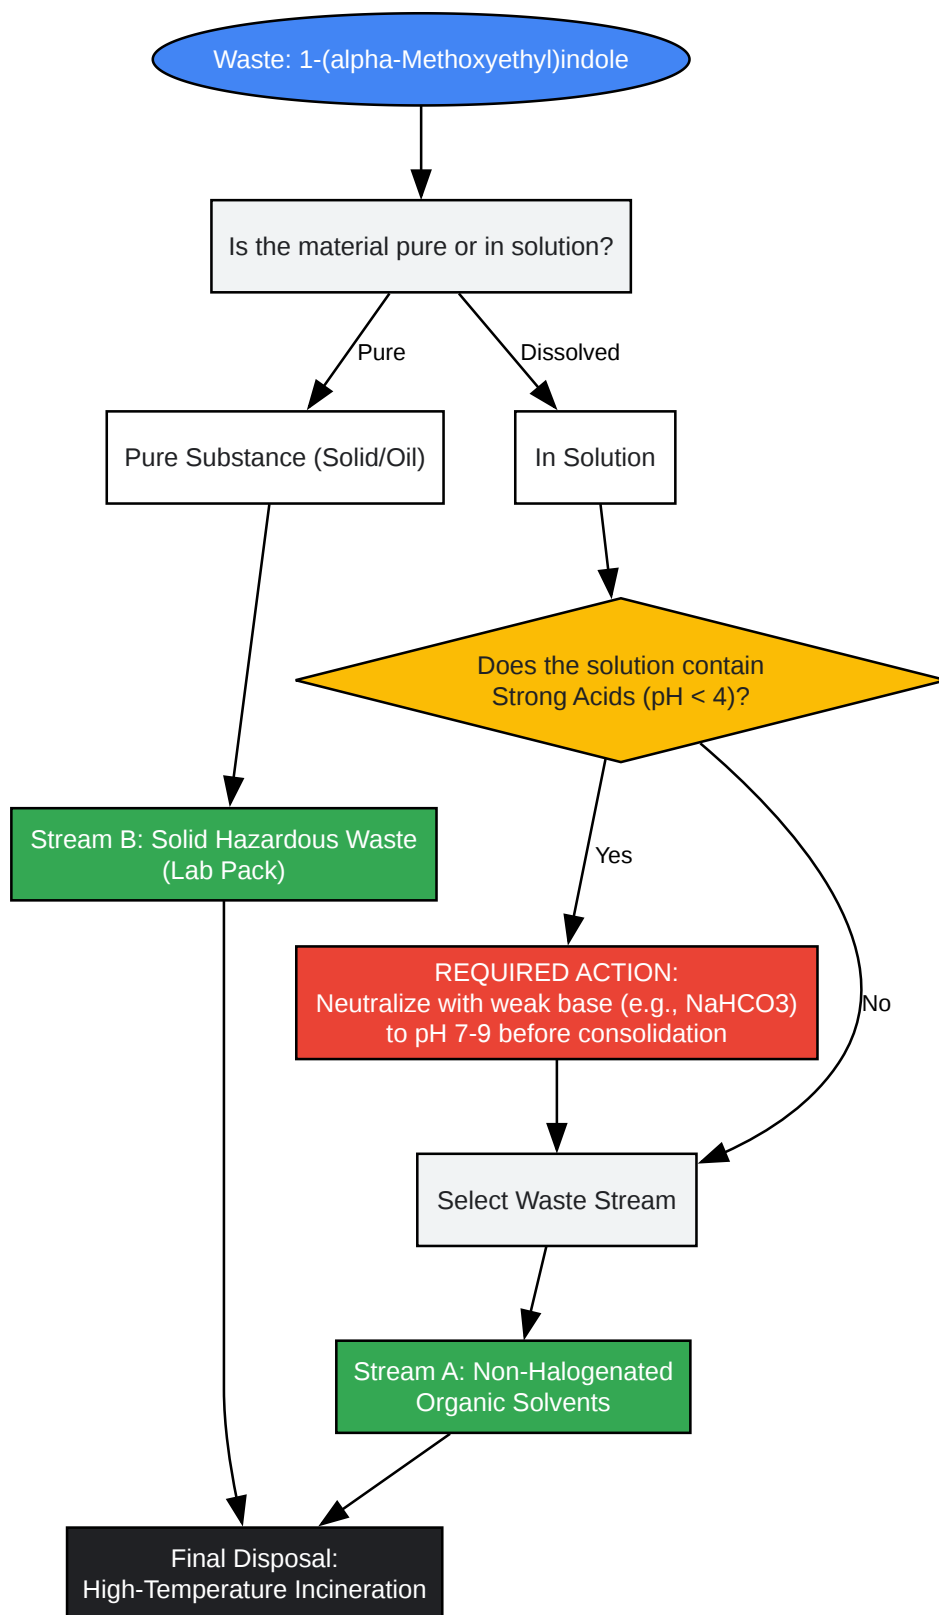 Waste: 1-(alpha-Methoxyethyl)indole
Is the material pure or in solution?
Pure
Dissolved
Pure Substance (Solid/Oil)
In Solution
Does the solution contain
Strong Acids (pH < 4)?
Stream B: Solid Hazardous Waste
(Lab Pack)
Yes
REQUIRED ACTION:
Neutralize with weak base (e.g., NaHCO3)
to pH 7-9 before consolidation
No
Select Waste Stream
Stream A: Non-Halogenated
Organic Solvents
Final Disposal:
High-Temperature Incineration